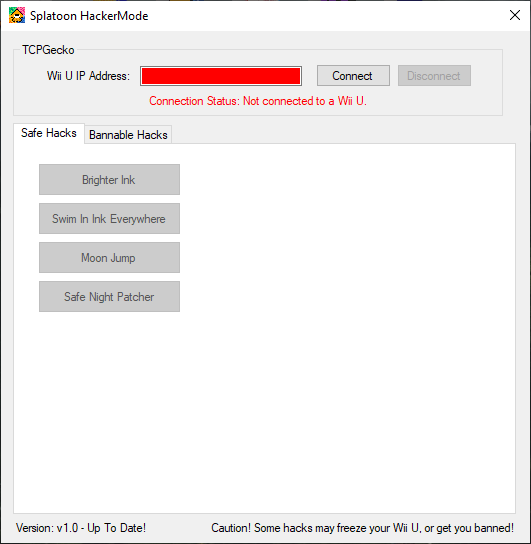 Splatoon HackerMode
TCPGecko
Wii U IP Address:
Connect
Disconnect
Connection Status: Not connected to a Wii U.
Safe Hacks
Bannable Hacks
Brighter Ink
Swim In Ink Everywhere
Moon Jump
Safe Night Patcher
Version: v1.0 - Up To Date!
Caution! Some hacks may freeze your Wii U, or get you banned!